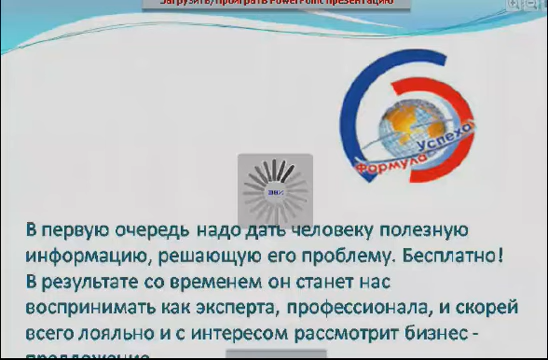 Загрузить/Проиграть PowerPoint презентацию
Формула Успеха
В первую очередь надо дать человеку полезную
информацию, решающую его проблему. Бесплатно!
В результате со временем он станет нас
воспринимать как эксперта, профессионала, и скорей
всего лояльно и с интересом рассмотрит бизнес -
предложение